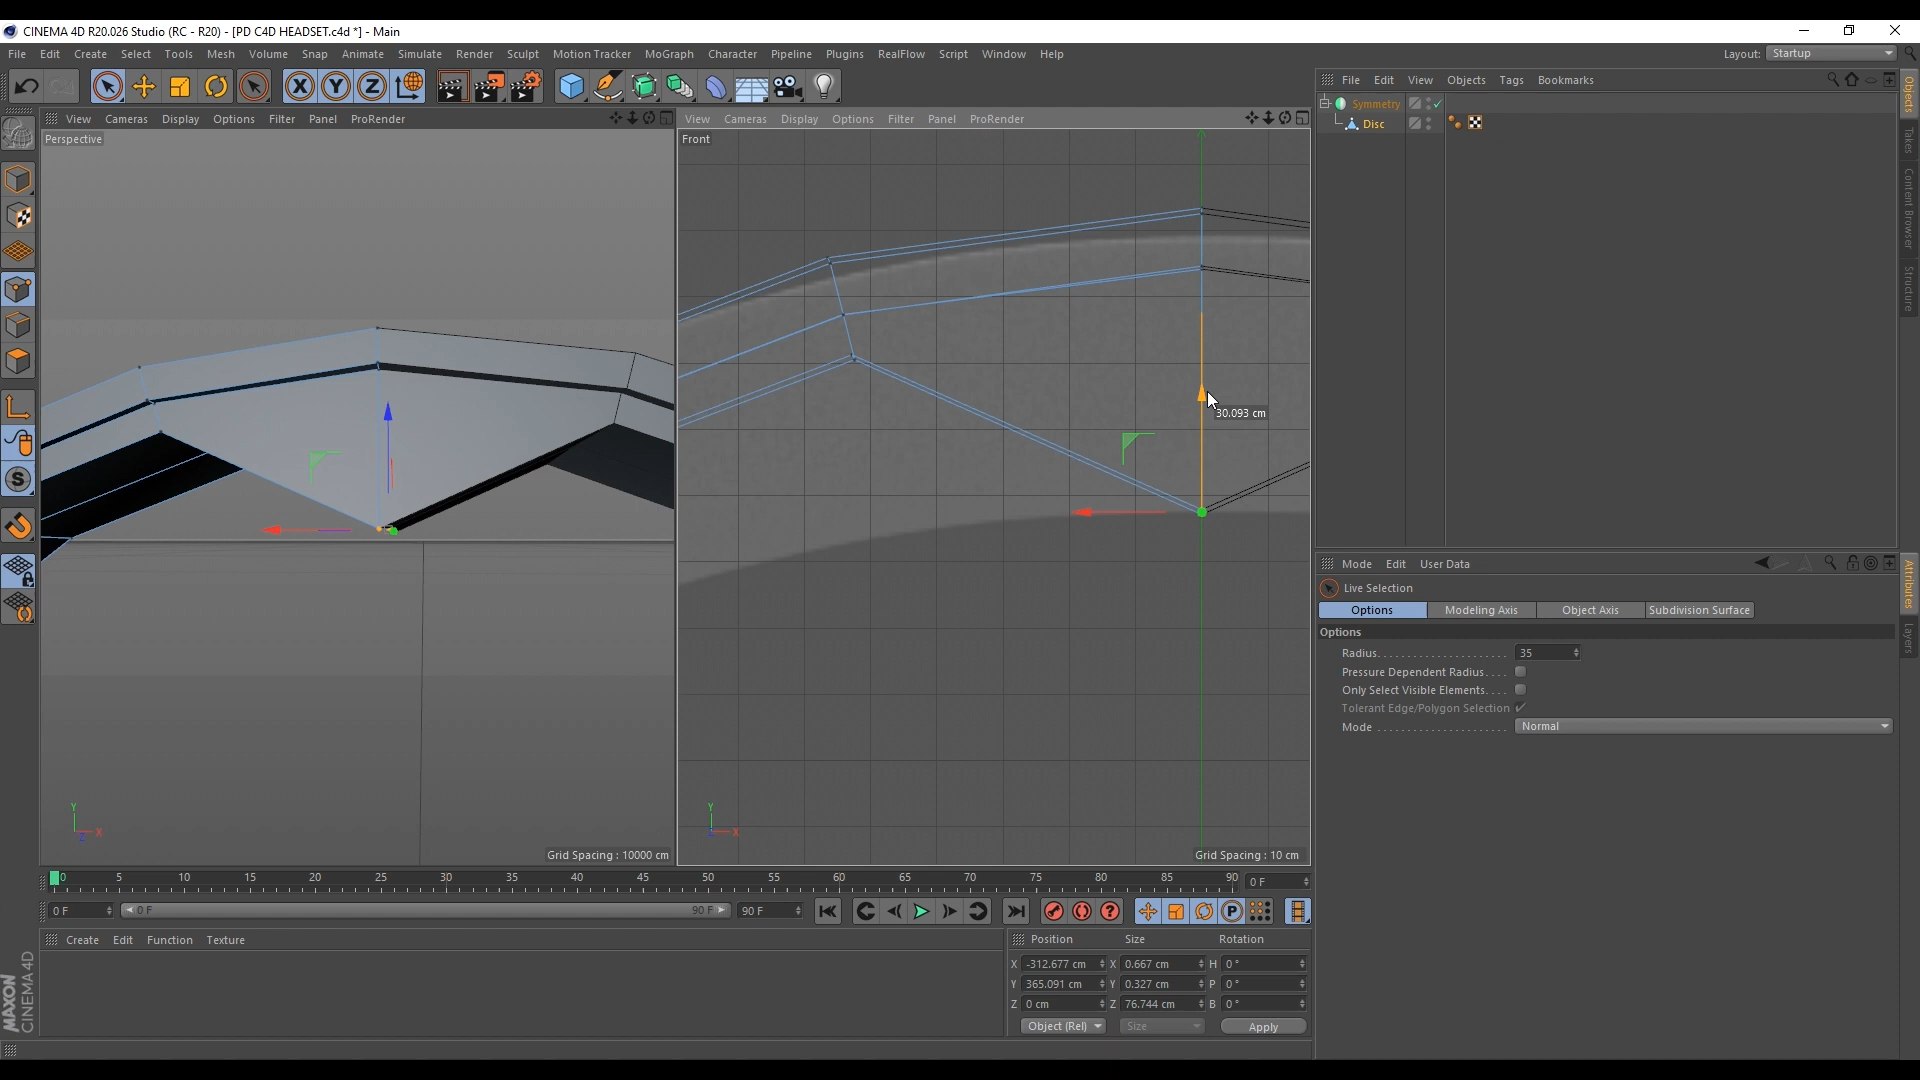 CINEMA 4D R20.026 Studio (RC - R20) - [PD C4D HEADSET.c4d *] - Main
File Edit Create Select Tools Mesh Volume Snap Animate Simulate Render Sculpt Motion Tracker MoGraph Character Pipeline Plugins RealFlow Script Window Help Layout: Startup
X Y Z
File Edit View Objects Tags Bookmarks
Symmetry
Disc
View Cameras Display Options Filter Panel ProRender
Perspective
View Cameras Display Options Filter Panel ProRender
Front
30.093 cm
Y
X
Z
Grid Spacing : 10000 cm
Y
X
Z
Grid Spacing : 10 cm
Objects
Takes
Content Browser
Structure
Mode Edit User Data
Live Selection
Options Modeling Axis Object Axis Subdivision Surface
Options
Radius 35
Pressure Dependent Radius
Only Select Visible Elements
Tolerant Edge/Polygon Selection
Mode Normal
Attributes
Layers
0 5 10 15 20 25 30 35 40 45 50 55 60 65 70 75 80 85 90 0 F
0 F 0 F 90 F 90 F
Create Edit Function Texture
Position Size Rotation
X -312.677 cm X 0.667 cm H 0 °
Y 365.091 cm Y 0.327 cm P 0 °
Z 0 cm Z 76.744 cm B 0 °
Object (Rel) Size Apply
MAXON
CINEMA 4D